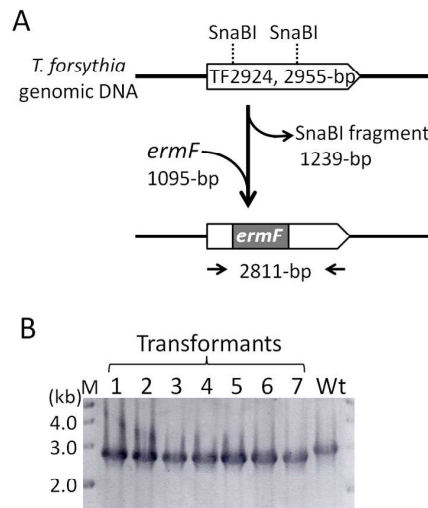 A
SnaBI SnaBI
T. forsythia
genomic DNA
TF2924, 2955-bp
SnaBI fragment
1239-bp
ermF
1095-bp
ermF
2811-bp
B
Transformants
(kb) M 1 2 3 4 5 6 7 Wt
4.0
3.0
2.0